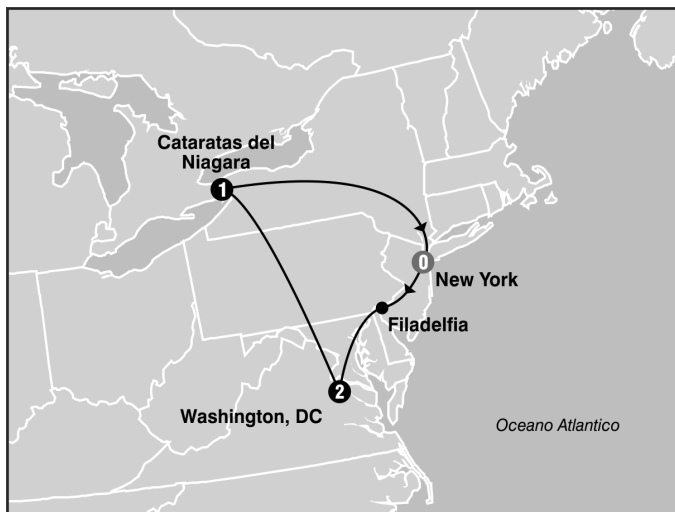 Cataratas del
Niagara
1
0
New York
Filadelfia
2
Washington, DC
Oceano Atlantico